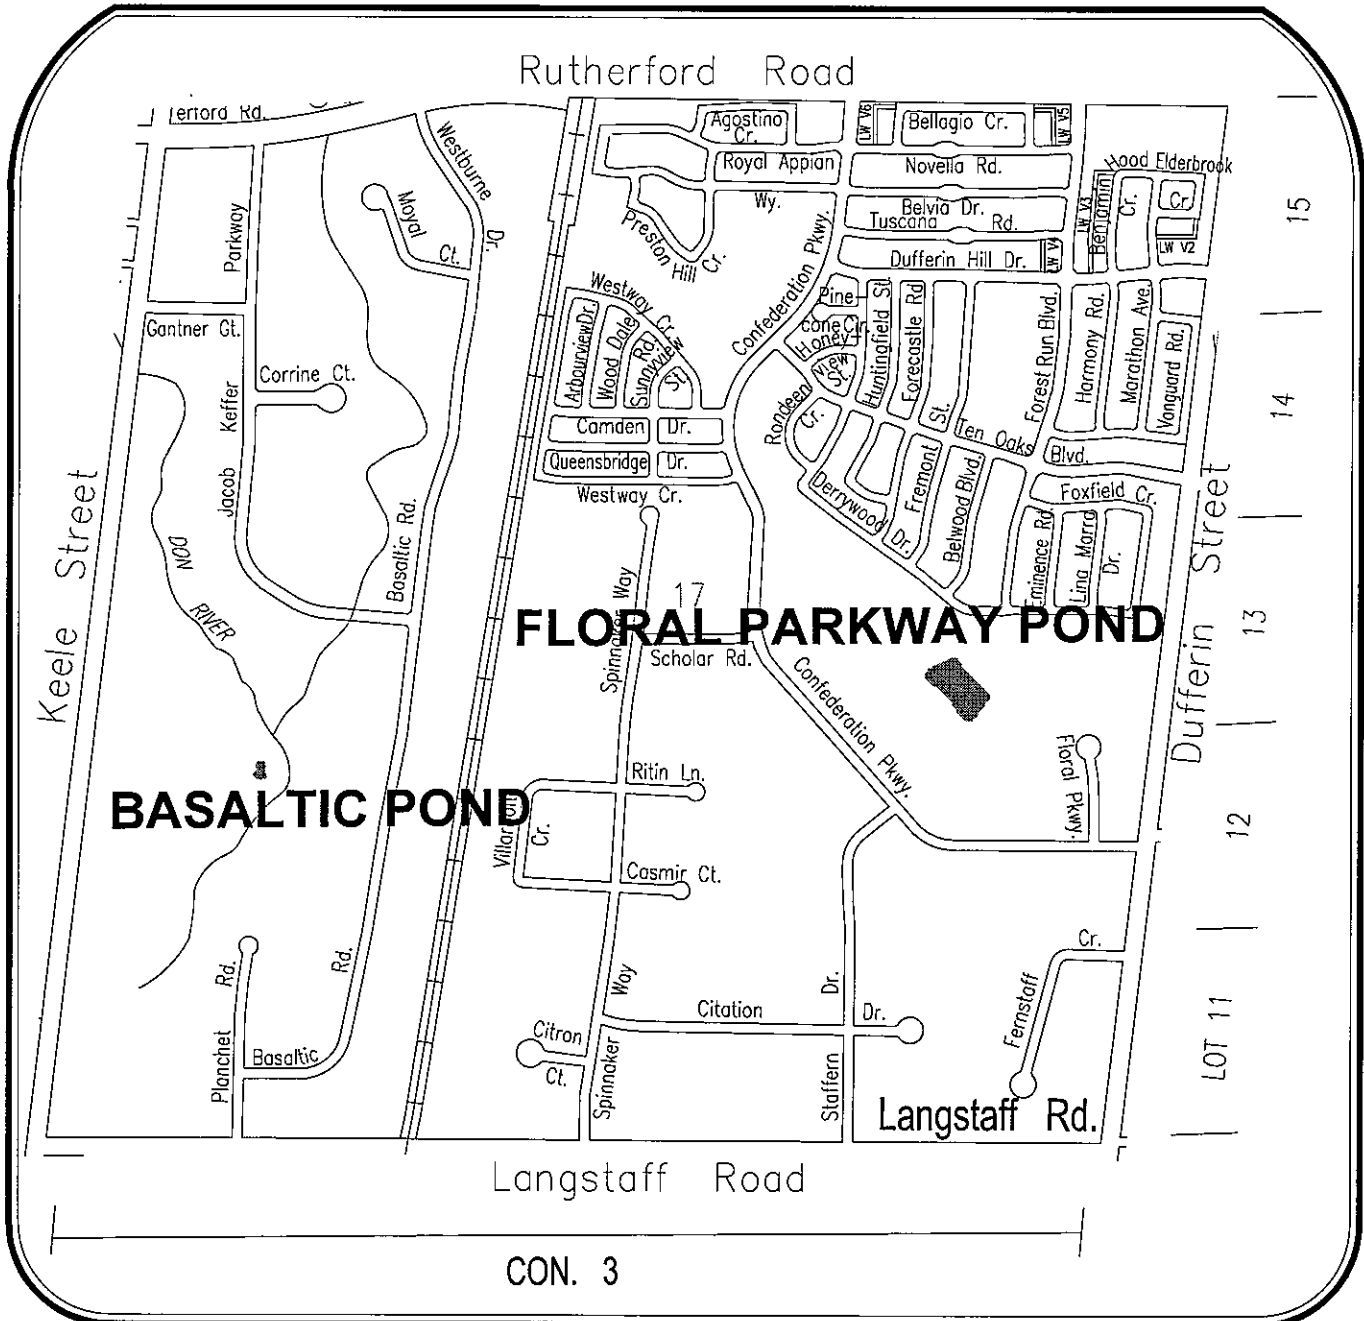 Rutherford Road
erford Rd.
Westburne Dr.
Moyal Ct.
Parkway
Gantner Ct.
Corrine Ct.
Jacob Keffer
Keele Street
DON
RIVER
Basaltic Rd.
BASALTIC POND
Planchet Rd.
Basaltic Rd.
Agostino
Cr.
Royal Appian
Wy.
Preston Hill Cr.
Confederation Pkwy.
LW V6
Bellagio Cr.
LW V5
Novella Rd.
Belvia Dr.
Tuscana Rd.
Dufferin Hill Dr.
LW V4
LW V3
Benjamin
Hood
Elderbrook
Cr.
Cr.
LW V2
Westway Cr.
Arbourview Dr.
Wood Dale
Rd.
Sunnyview
St.
Camden Dr.
Queensbridge Dr.
Westway Cr.
Pine
cone Cir.
Honey
view
St.
Huntingfield St.
Forecastle Rd
Rondeen
Cr.
Forest Run Blvd.
Harmony Rd.
Marathon Ave.
Vanguard Rd.
Ten Oaks Blvd.
Foxfield Cr.
Derrywood Dr.
Fremont St.
Belwood Blvd.
Eminence Rd.
Lina Marra
Dr.
Dufferin Street
17
FLORAL PARKWAY POND
Spinnaker Way
Scholar Rd.
Confederation Pkwy.
Floral Pkwy.
Ritin Ln.
Cr.
Casmir Ct.
Citation Dr.
Citron
Ct.
Spinnaker Way
Staffern Dr.
Fernstaff
Cr.
Langstaff Rd.
15
14
13
12
LOT 11
Langstaff Road
CON. 3